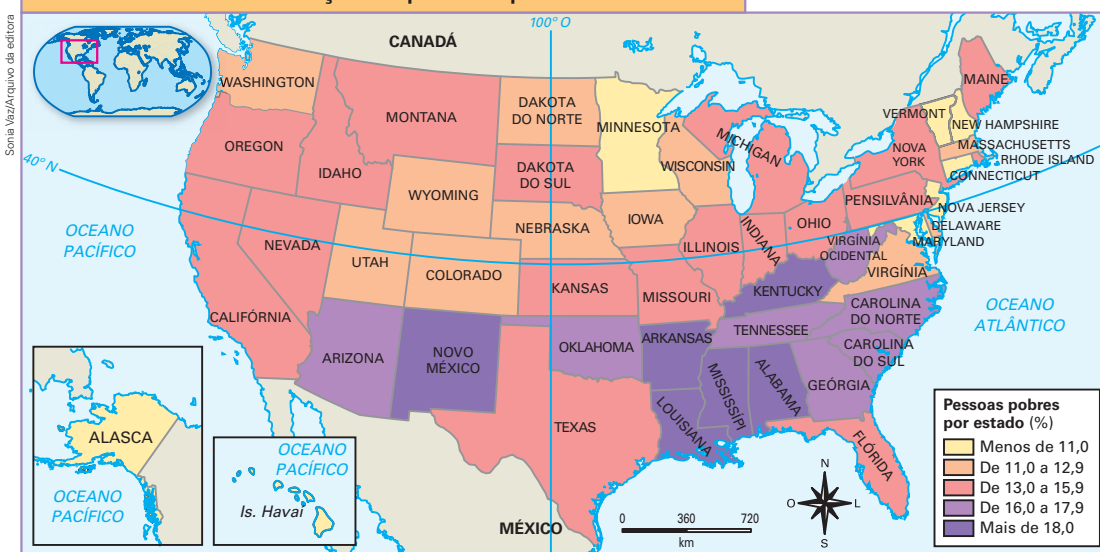 100° O
Sonia Vaz/Arquivo da editora
CANADÁ
WASHINGTON
MONTANA
DAKOTA
DO NORTE
MINNESOTA
MAINE
VERMONT
NEW HAMPSHIRE
MASSACHUSETTS
RHODE ISLAND
CONNECTICUT
OREGON
IDAHO
DAKOTA
DO SUL
WISCONSIN
MICHIGAN
NOVA
YORK
40° N
WYOMING
PENSILVÂNIA
NOVA JERSEY
DELAWARE
MARYLAND
OCEANO
PACÍFICO
NEVADA
UTAH
COLORADO
NEBRASKA
IOWA
ILLINOIS
INDIANA
OHIO
VIRGÍNIA
OCIDENTAL
VIRGÍNIA
CALIFÓRNIA
KANSAS
MISSOURI
KENTUCKY
CAROLINA
DO NORTE
OCEANO
ATLÂNTICO
ARIZONA
NOVO
MÉXICO
OKLAHOMA
ARKANSAS
TENNESSEE
CAROLINA
DO SUL
MISSISSÍPI
ALABAMA
GEÓRGIA
LOUISIANA
TEXAS
FLÓRIDA
ALASCA
OCEANO
PACÍFICO
OCEANO
PACÍFICO
Is. Havaí
MÉXICO
0 360 720
km
N
O L
S
Pessoas pobres
por estado (%)
Menos de 11,0
De 11,0 a 12,9
De 13,0 a 15,9
De 16,0 a 17,9
Mais de 18,0